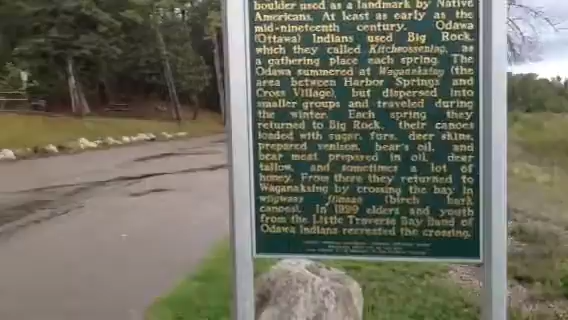 boulder used as a landmark by Native
Americans. At least as early as the
mid-nineteenth century, Odawa
(Ottawa) Indians used Big Rock,
which they called Kitchiossening, as
a gathering place each spring. The
Odawa summered at Waganaksing (the
area between Harbor Springs and
Cross Village), but dispersed into
smaller groups and traveled during
the winter. Each spring they
returned to Big Rock, their canoes
loaded with sugar, furs, deer skins,
prepared venison, bear's oil, and
bear meat prepared in oil, deer
tallow, and sometimes a lot of
honey. From there they returned to
Waganaksing by crossing the bay in
wiigwaas jiimaan (birch bark
canoes). In 1999 elders and youth
from the Little Traverse Bay Band of
Odawa Indians recreated the crossing.